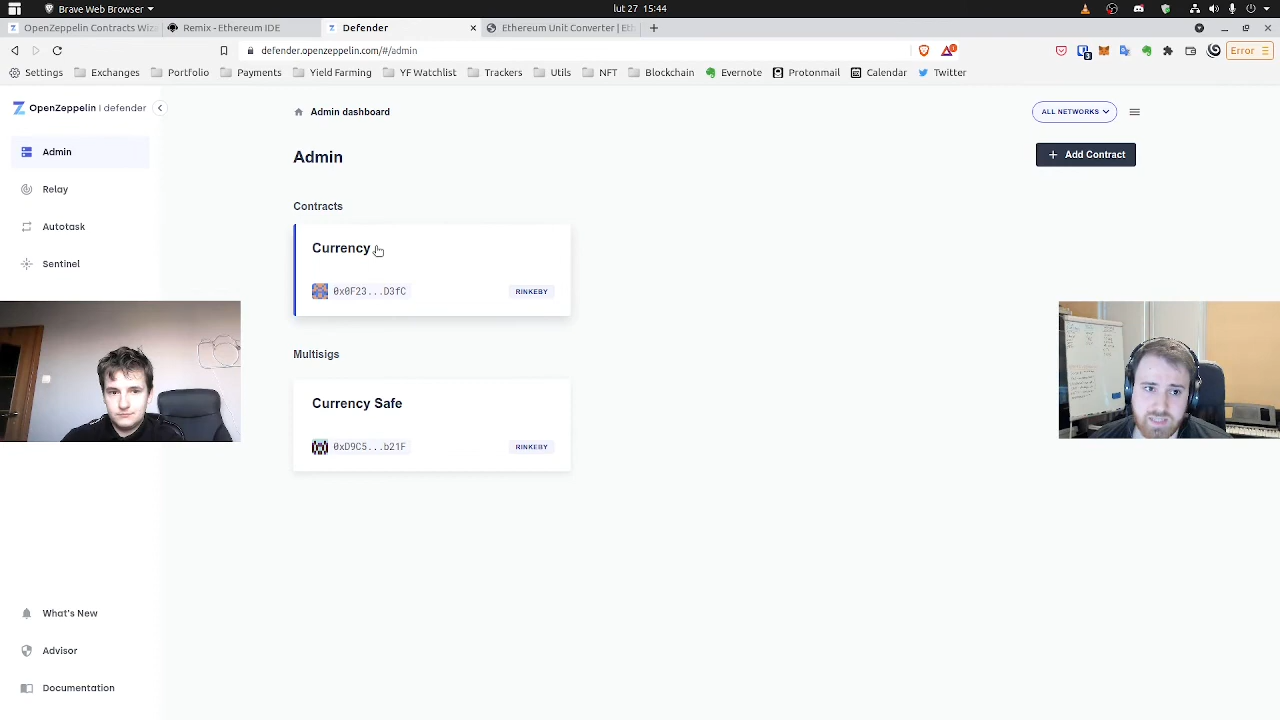 Brave Web Browser
lut 27 15:44
OpenZeppelin Contracts Wiza
Remix - Ethereum IDE
Defender
Ethereum Unit Converter | Eth
defender.openzeppelin.com/#/admin
Error
Settings
Exchanges
Portfolio
Payments
Yield Farming
YF Watchlist
Trackers
Utils
NFT
Blockchain
Evernote
Protonmail
Calendar
Twitter
OpenZeppelin | defender
Admin dashboard
ALL NETWORKS
Admin
Relay
Autotask
Sentinel
Admin
Add Contract
Contracts
Currency
0x0F23...D3fC
RINKEBY
Multisigs
Currency Safe
0xD9C5...b21F
RINKEBY
What's New
Advisor
Documentation